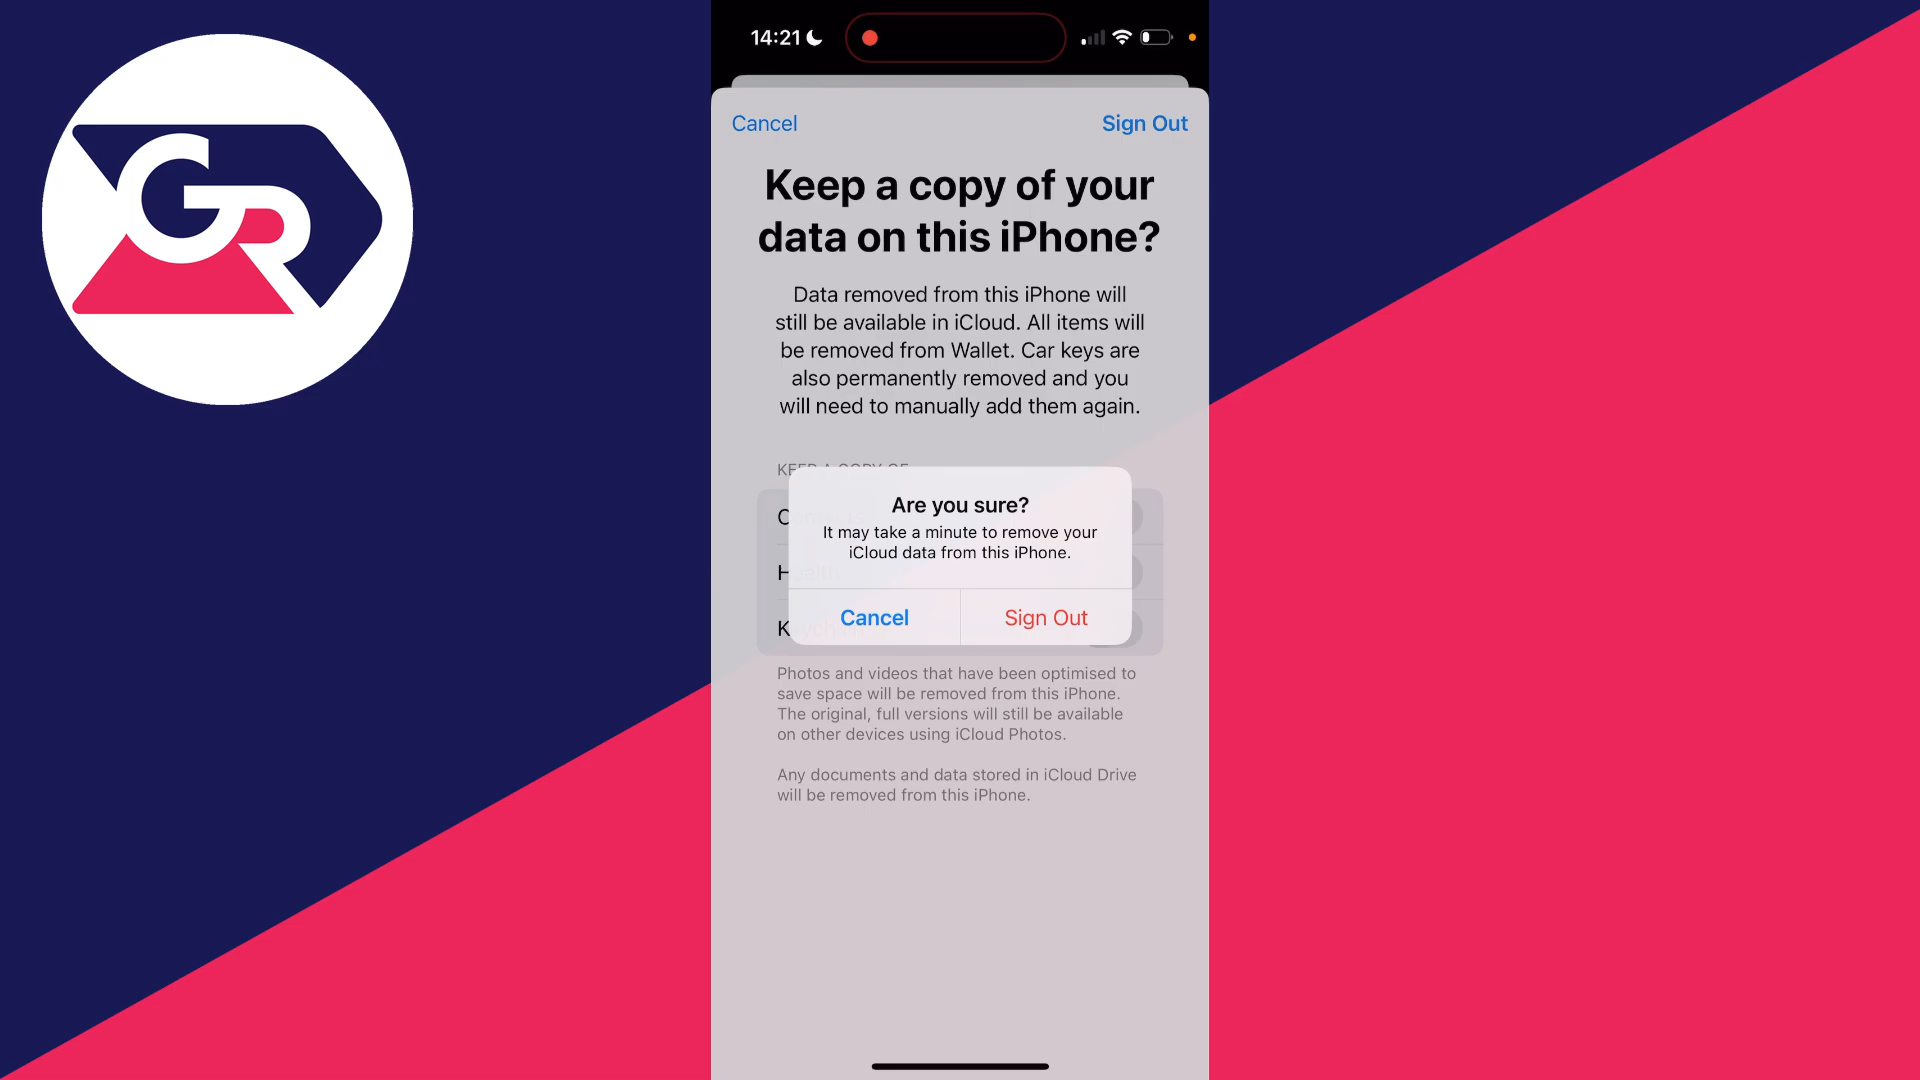 GR
14:21
Cancel
Sign Out
Keep a copy of your
data on this iPhone?
Data removed from this iPhone will
still be available in iCloud. All items will
be removed from Wallet. Car keys are
also permanently removed and you
will need to manually add them again.
KEEP A COPY OF
Are you sure?
It may take a minute to remove your
iCloud data from this iPhone.
Cancel
Sign Out
Photos and videos that have been optimised to
save space will be removed from this iPhone.
The original, full versions will still be available
on other devices using iCloud Photos.
Any documents and data stored in iCloud Drive
will be removed from this iPhone.